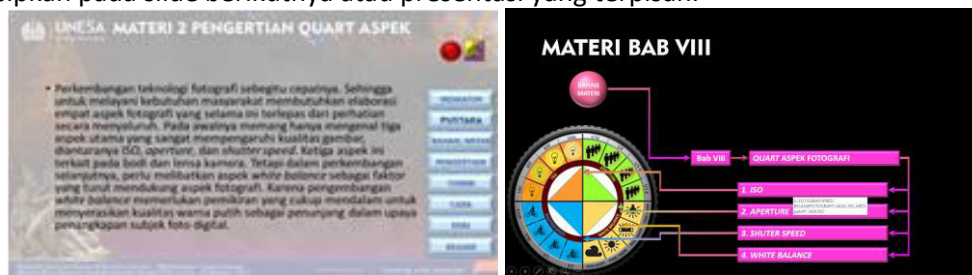 UNESA MATERI 2 PENGERTIAN QUART ASPEK
• Perkembangan teknologi fotografi sebegitu cepatnya. Sehingga
untuk melayani kebutuhan masyarakat membutuhkan elaborasi
empat aspek fotografi yang selama ini terlepas dari perhatian
secara menyeluruh. Pada awalnya memang hanya mengenal tiga
aspek utama yang sangat mempengaruhi kualitas gambar,
diantaranya ISO, aperture, dan shutter speed. Ketiga aspek ini
terkait pada bodi dan lensa kamera. Tetapi dalam perkembangan
selanjutnya, perlu melibatkan aspek white balance sebagai faktor
yang turut mendukung aspek fotografi. Karena pengembangan
white balance memerlukan pemikiran yang cukup mendalam untuk
menyerasikan kualitas warna putih sebagai penunjang dalam upaya
penangkapan subjek foto digital.
PUSTAKA
MATERI BAB VIII
BAHAN
MATERI
Bab VIII
QUART ASPEK FOTOGRAFI
1. ISO
2. APERTURE
3. SHUTER SPEED
4. WHITE BALANCE